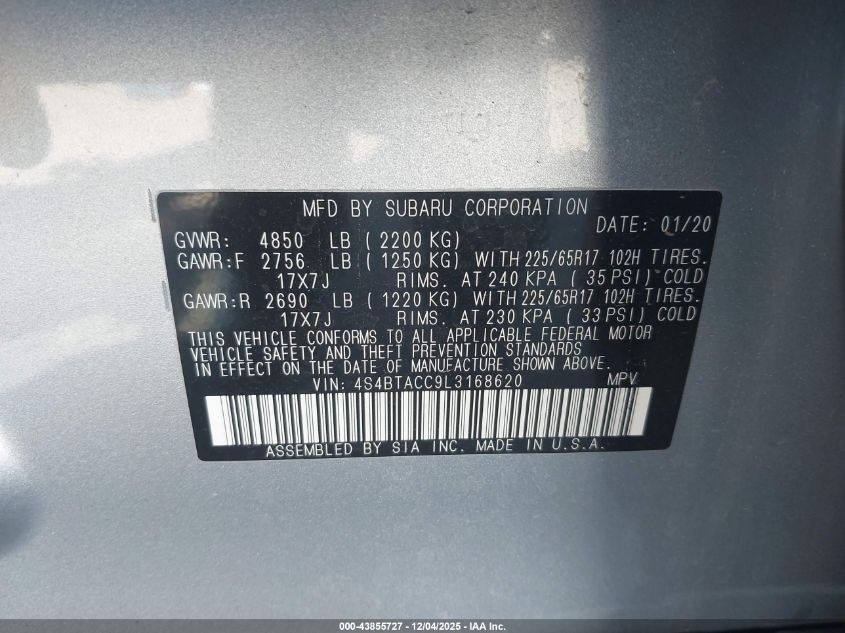 MFD BY SUBARU CORPORATION
DATE: 01/20
GVWR: 4850 LB ( 2200 KG)
GAWR:F 2756 LB ( 1250 KG) WITH 225/65R17 102H TIRES.
17X7J RIMS. AT 240 KPA ( 35 PSI) COLD
GAWR:R 2690 LB ( 1220 KG) WITH 225/65R17 102H TIRES.
17X7J RIMS. AT 230 KPA ( 33 PSI) COLD
THIS VEHICLE CONFORMS TO ALL APPLICABLE FEDERAL MOTOR
VEHICLE SAFETY AND THEFT PREVENTION STANDARDS
IN EFFECT ON THE DATE OF MANUFACTURE SHOWN ABOVE.
VIN: 4S4BTACC9L3168620 MPV
ASSEMBLED BY SIA INC. MADE IN U.S.A.
000-43855727 - 12/04/2025 - IAA Inc.